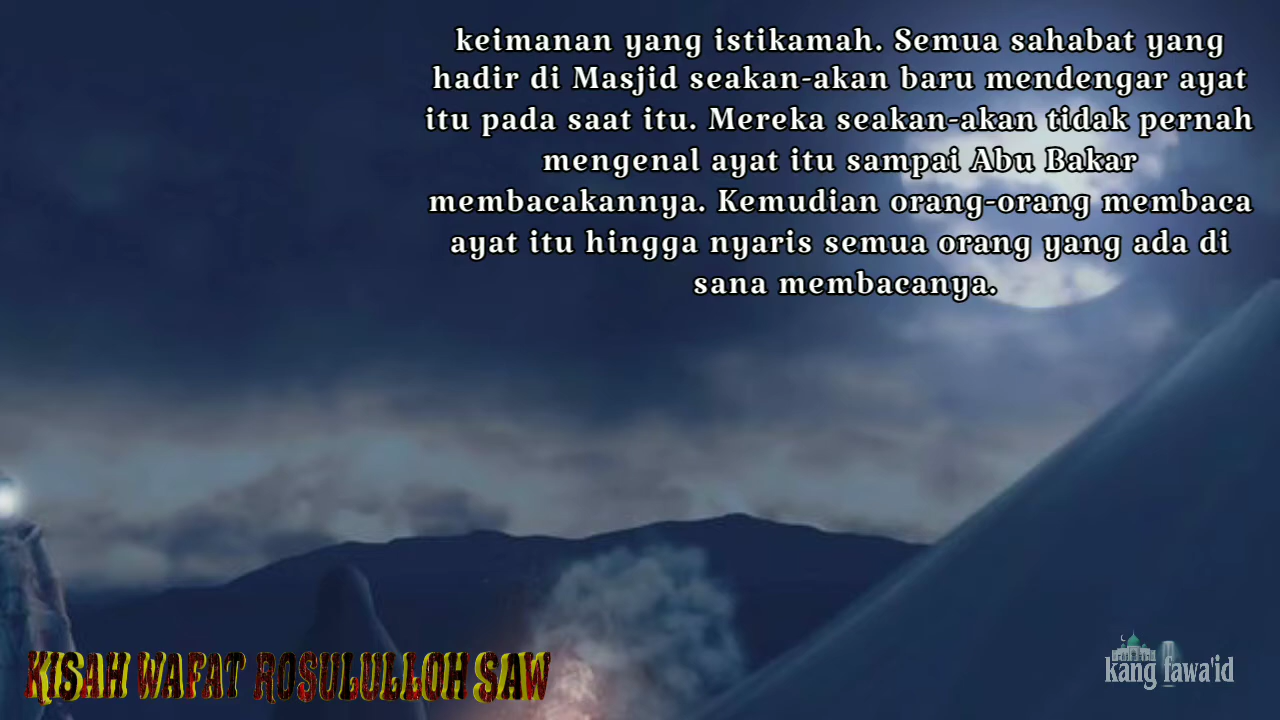 keimanan yang istikamah. Semua sahabat yang
hadir di Masjid seakan-akan baru mendengar ayat
itu pada saat itu. Mereka seakan-akan tidak pernah
mengenal ayat itu sampai Abu Bakar
membacakannya. Kemudian orang-orang membaca
ayat itu hingga nyaris semua orang yang ada di
sana membacanya.
KISAH WAFAT ROSULULLOH SAW
kang fawa'id